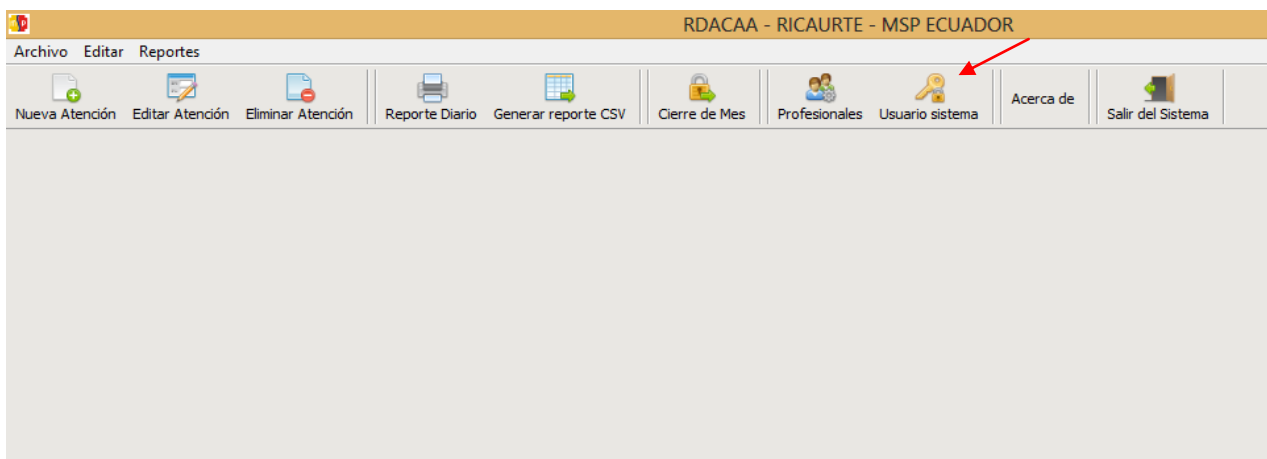 RDACAA - RICAURTE - MSP ECUADOR
Archivo Editar Reportes
Nueva Atención Editar Atención Eliminar Atención Reporte Diario Generar reporte CSV Cierre de Mes Profesionales Usuario sistema Acerca de Salir del Sistema